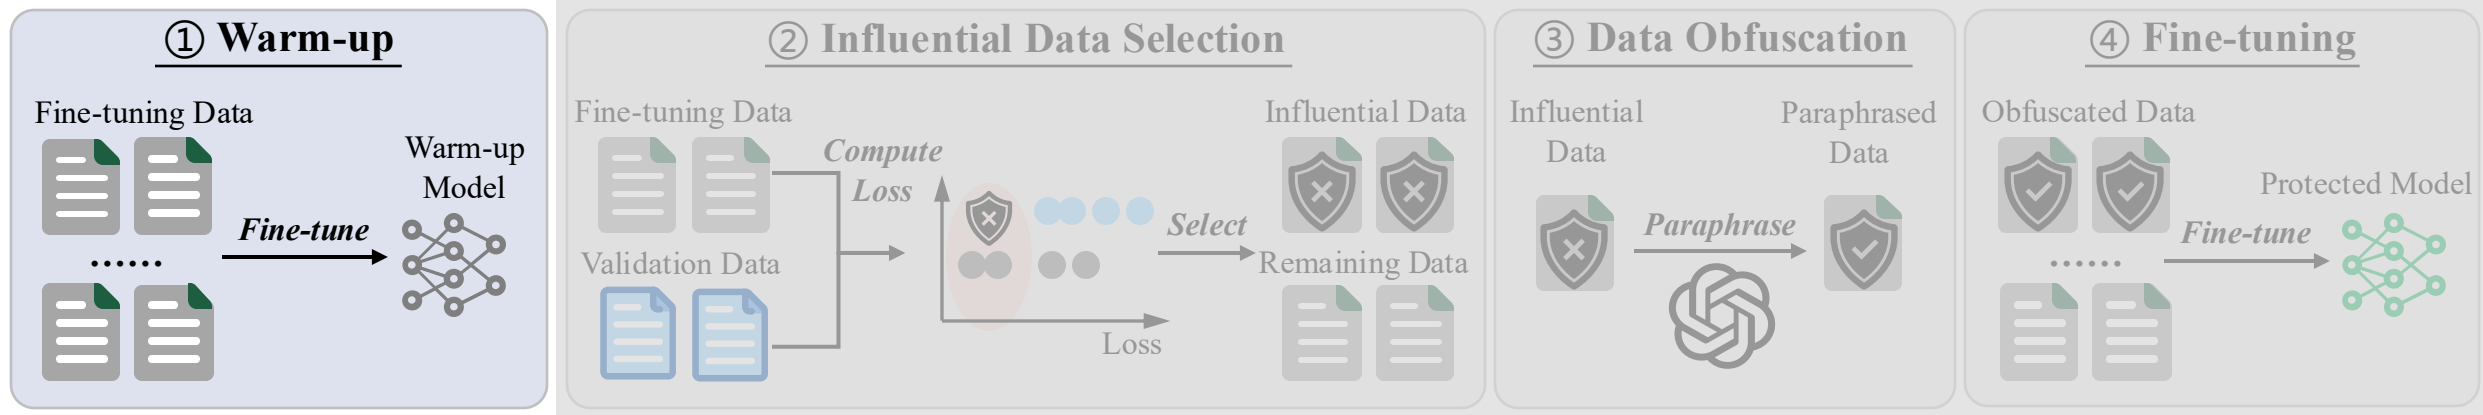 ① Warm-up
Fine-tuning Data
Warm-up
Model
Fine-tune
......
② Influential Data Selection
Fine-tuning Data
Validation Data
Compute
Loss
Loss
Select
Influential Data
Remaining Data
③ Data Obfuscation
Influential
Data
Paraphrase
Paraphrased
Data
④ Fine-tuning
Obfuscated Data
......
Fine-tune
Protected Model